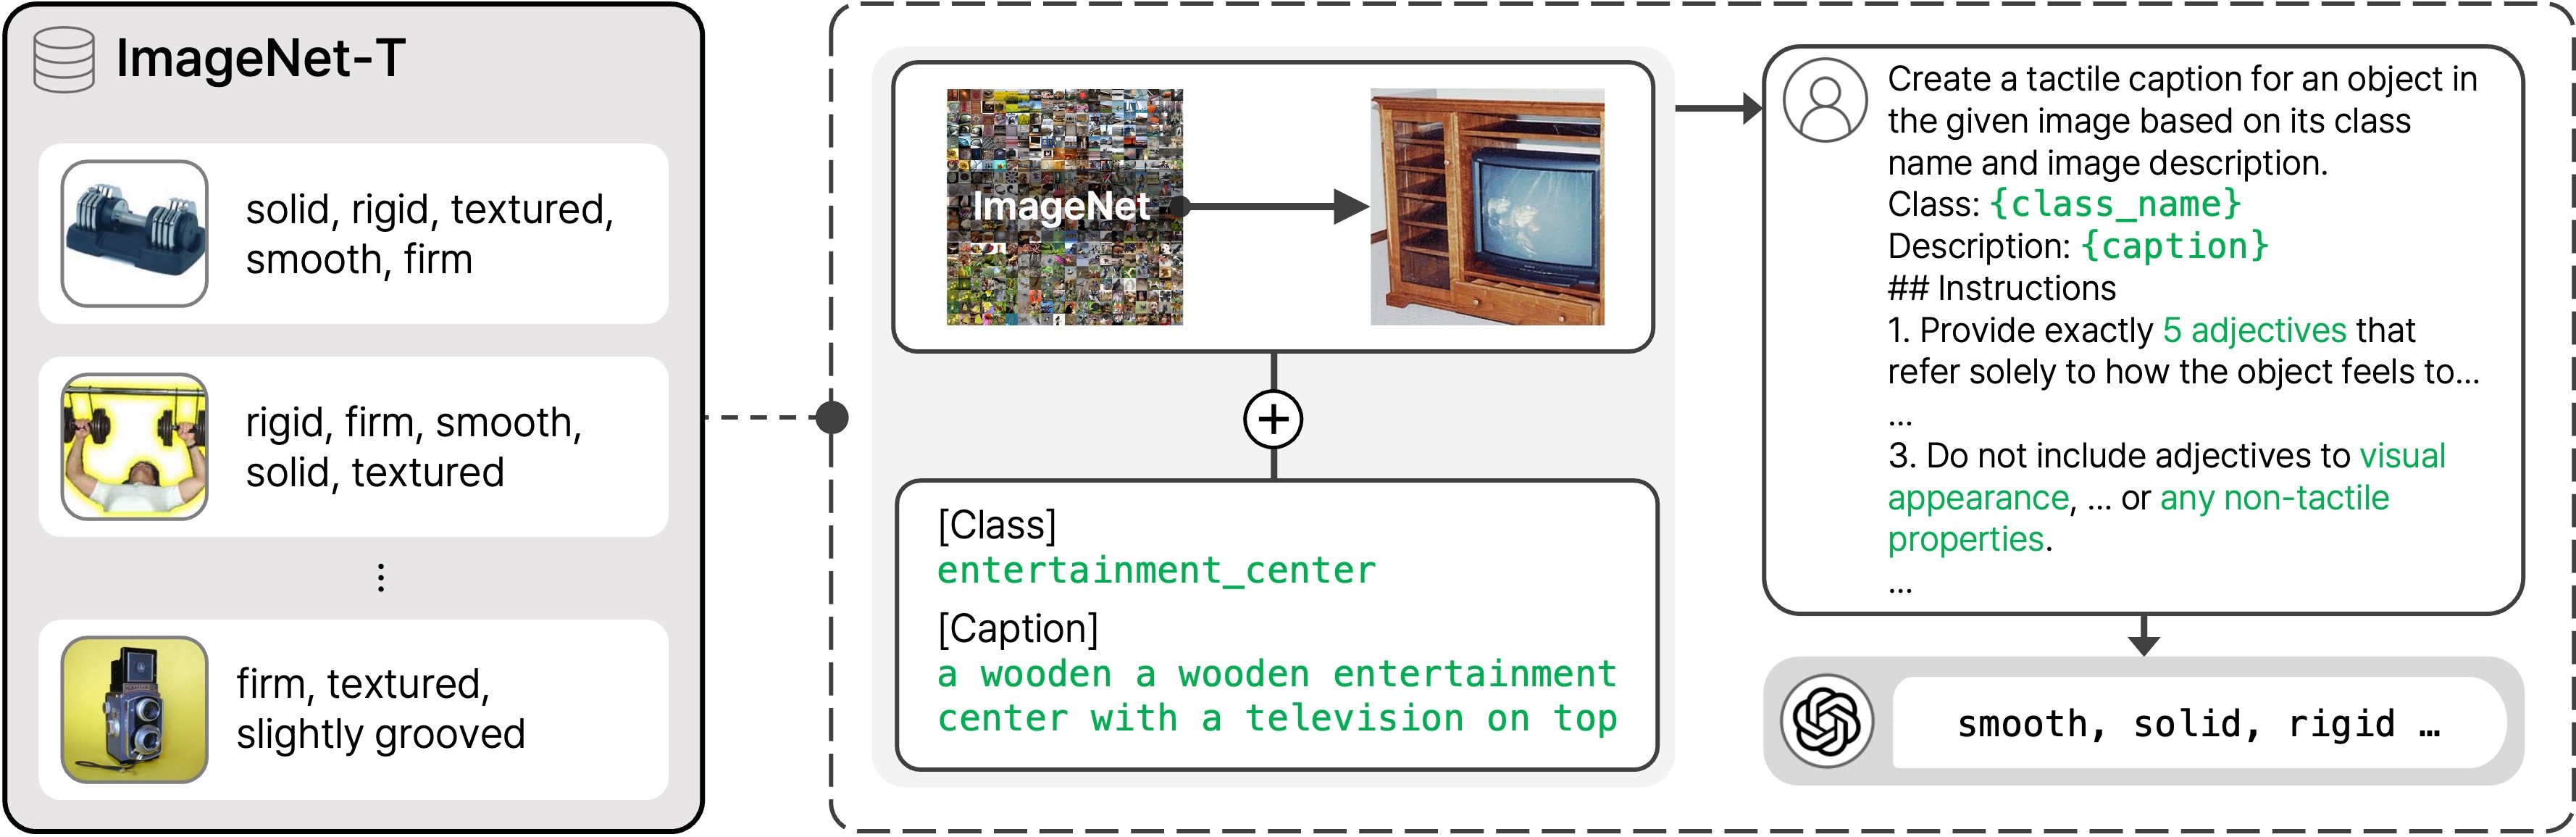 ImageNet-T
solid, rigid, textured,
smooth, firm
rigid, firm, smooth,
solid, textured
⋮
firm, textured,
slightly grooved
ImageNet
[Class]
entertainment_center
[Caption]
a wooden a wooden entertainment
center with a television on top
Create a tactile caption for an object in
the given image based on its class
name and image description.
Class: {class_name}
Description: {caption}
## Instructions
1. Provide exactly 5 adjectives that
refer solely to how the object feels to...
...
3. Do not include adjectives to visual
appearance, ... or any non-tactile
properties.
...
smooth, solid, rigid …